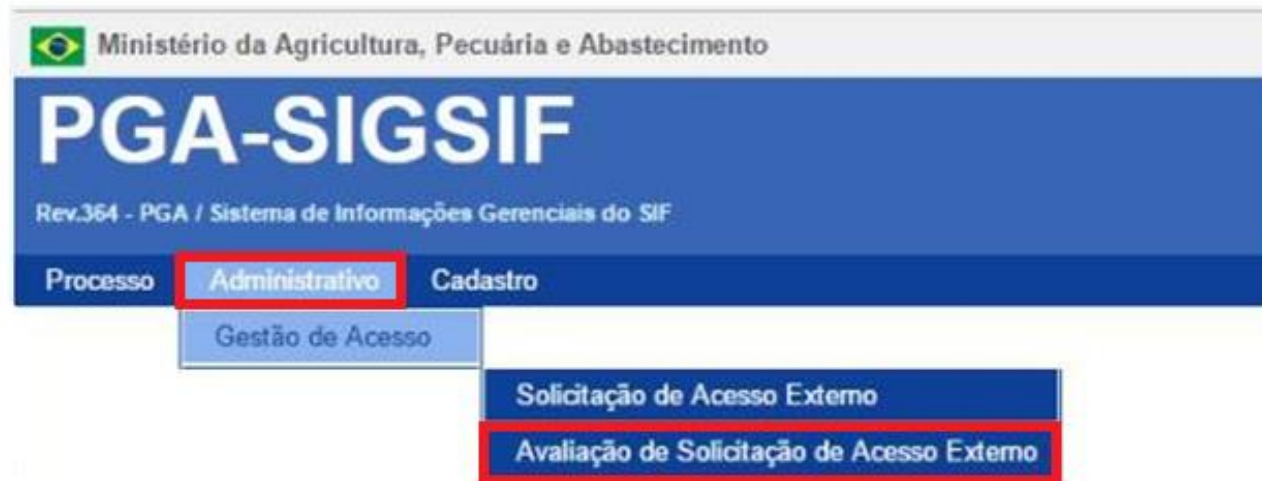 Ministério da Agricultura, Pecuária e Abastecimento
PGA-SIGSIF
Rev.364 - PGA / Sistema de Informações Gerenciais do SIF
Processo Administrativo Cadastro
Gestão de Acesso
Solicitação de Acesso Externo
Avaliação de Solicitação de Acesso Externo